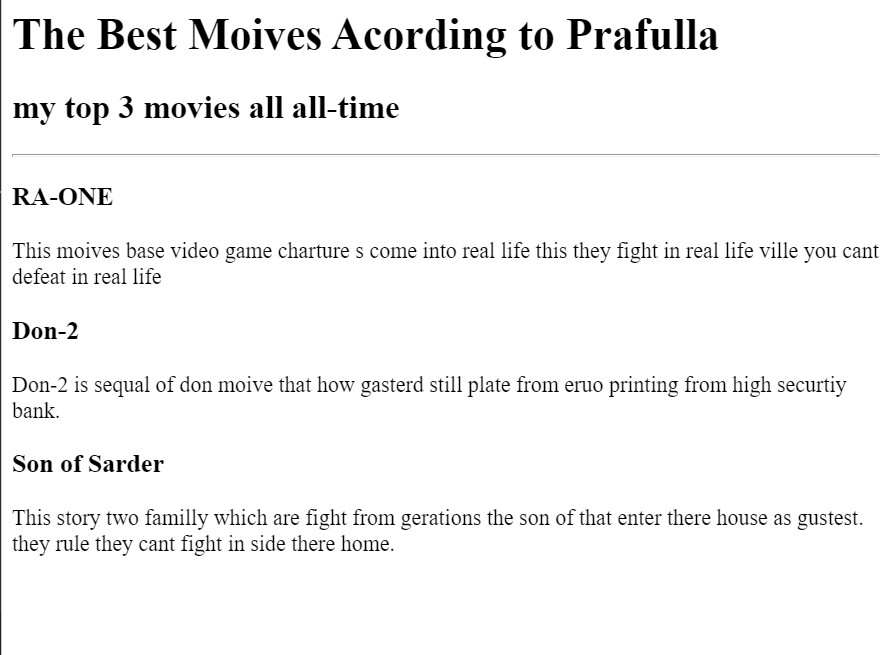 The Best Moives Acording to Prafulla
my top 3 movies all all-time
RA-ONE
This moives base video game charture s come into real life this they fight in real life ville you cant
defeat in real life
Don-2
Don-2 is sequal of don moive that how gasterd still plate from eruo printing from high securtiy
bank.
Son of Sarder
This story two familly which are fight from gerations the son of that enter there house as gustest.
they rule they cant fight in side there home.